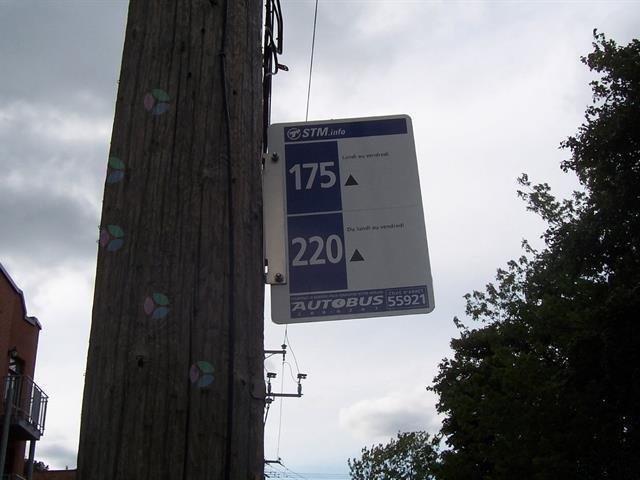 STM.info
175 Lundi au vendredi
220 Du lundi au vendredi
AUTOBUS 55921